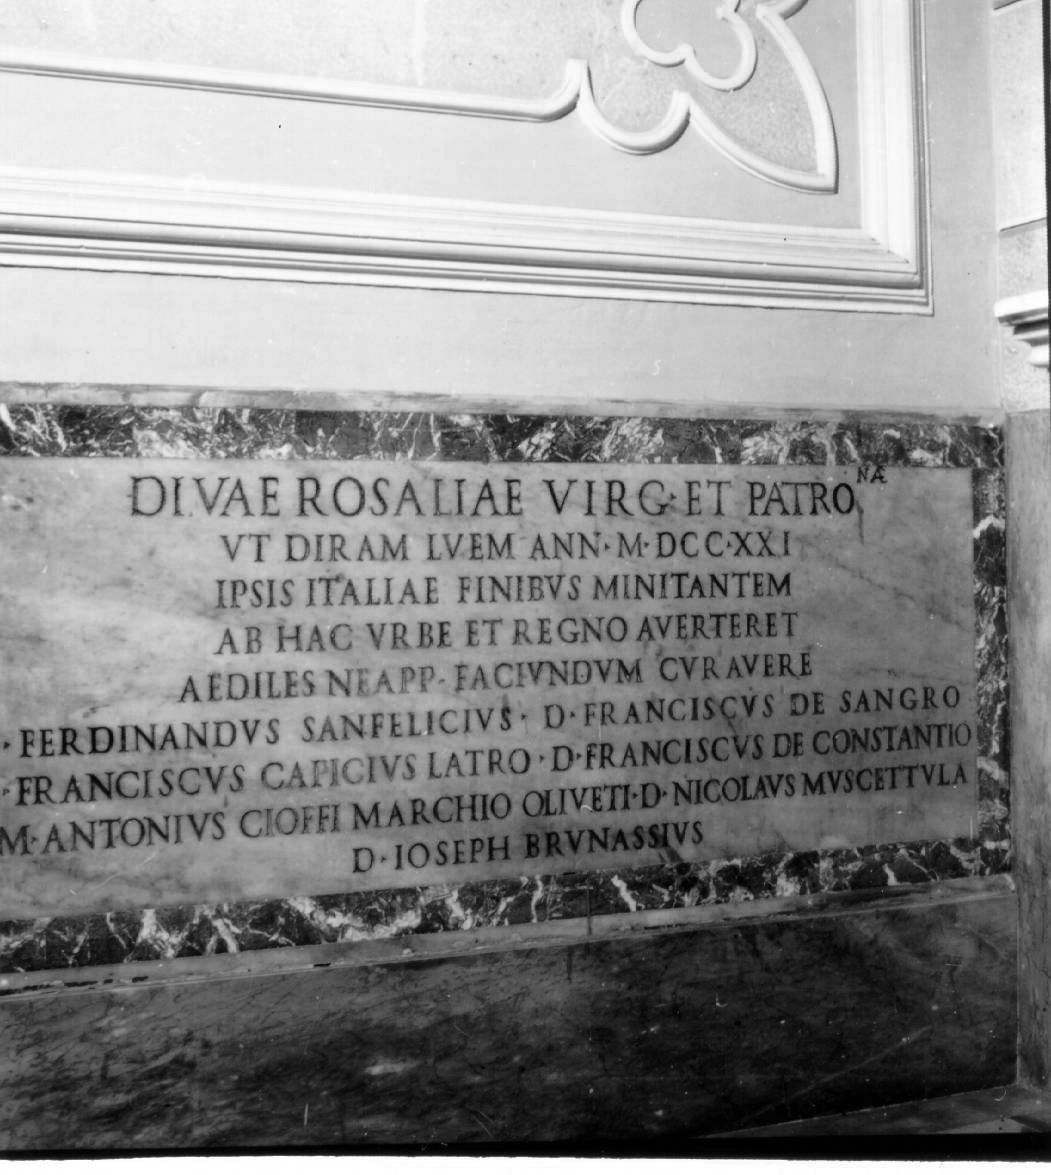 DIVAE ROSALIAE VIRG·ET PATRONÆ
VT DIRAM LVEM ANN·M·DCC·XXI
IPSIS ITALIAE FINIBVS MINITANTEM
AB HAC VRBE ET REGNO AVERTERET
AEDILES NEAPP·FACIVNDVM CVRAVERE
·FERDINANDVS SANFELICIVS·D·FRANCISCVS DE SANGRO
·FRANCISCVS CAPICIVS LATRO·D·FRANCISCVS DE CONSTANTIO
M·ANTONIVS CIOFFI MARCHIO OLIVETI·D·NICOLAVS MVSCETTVLA
D·IOSEPH BRVNASSIVS